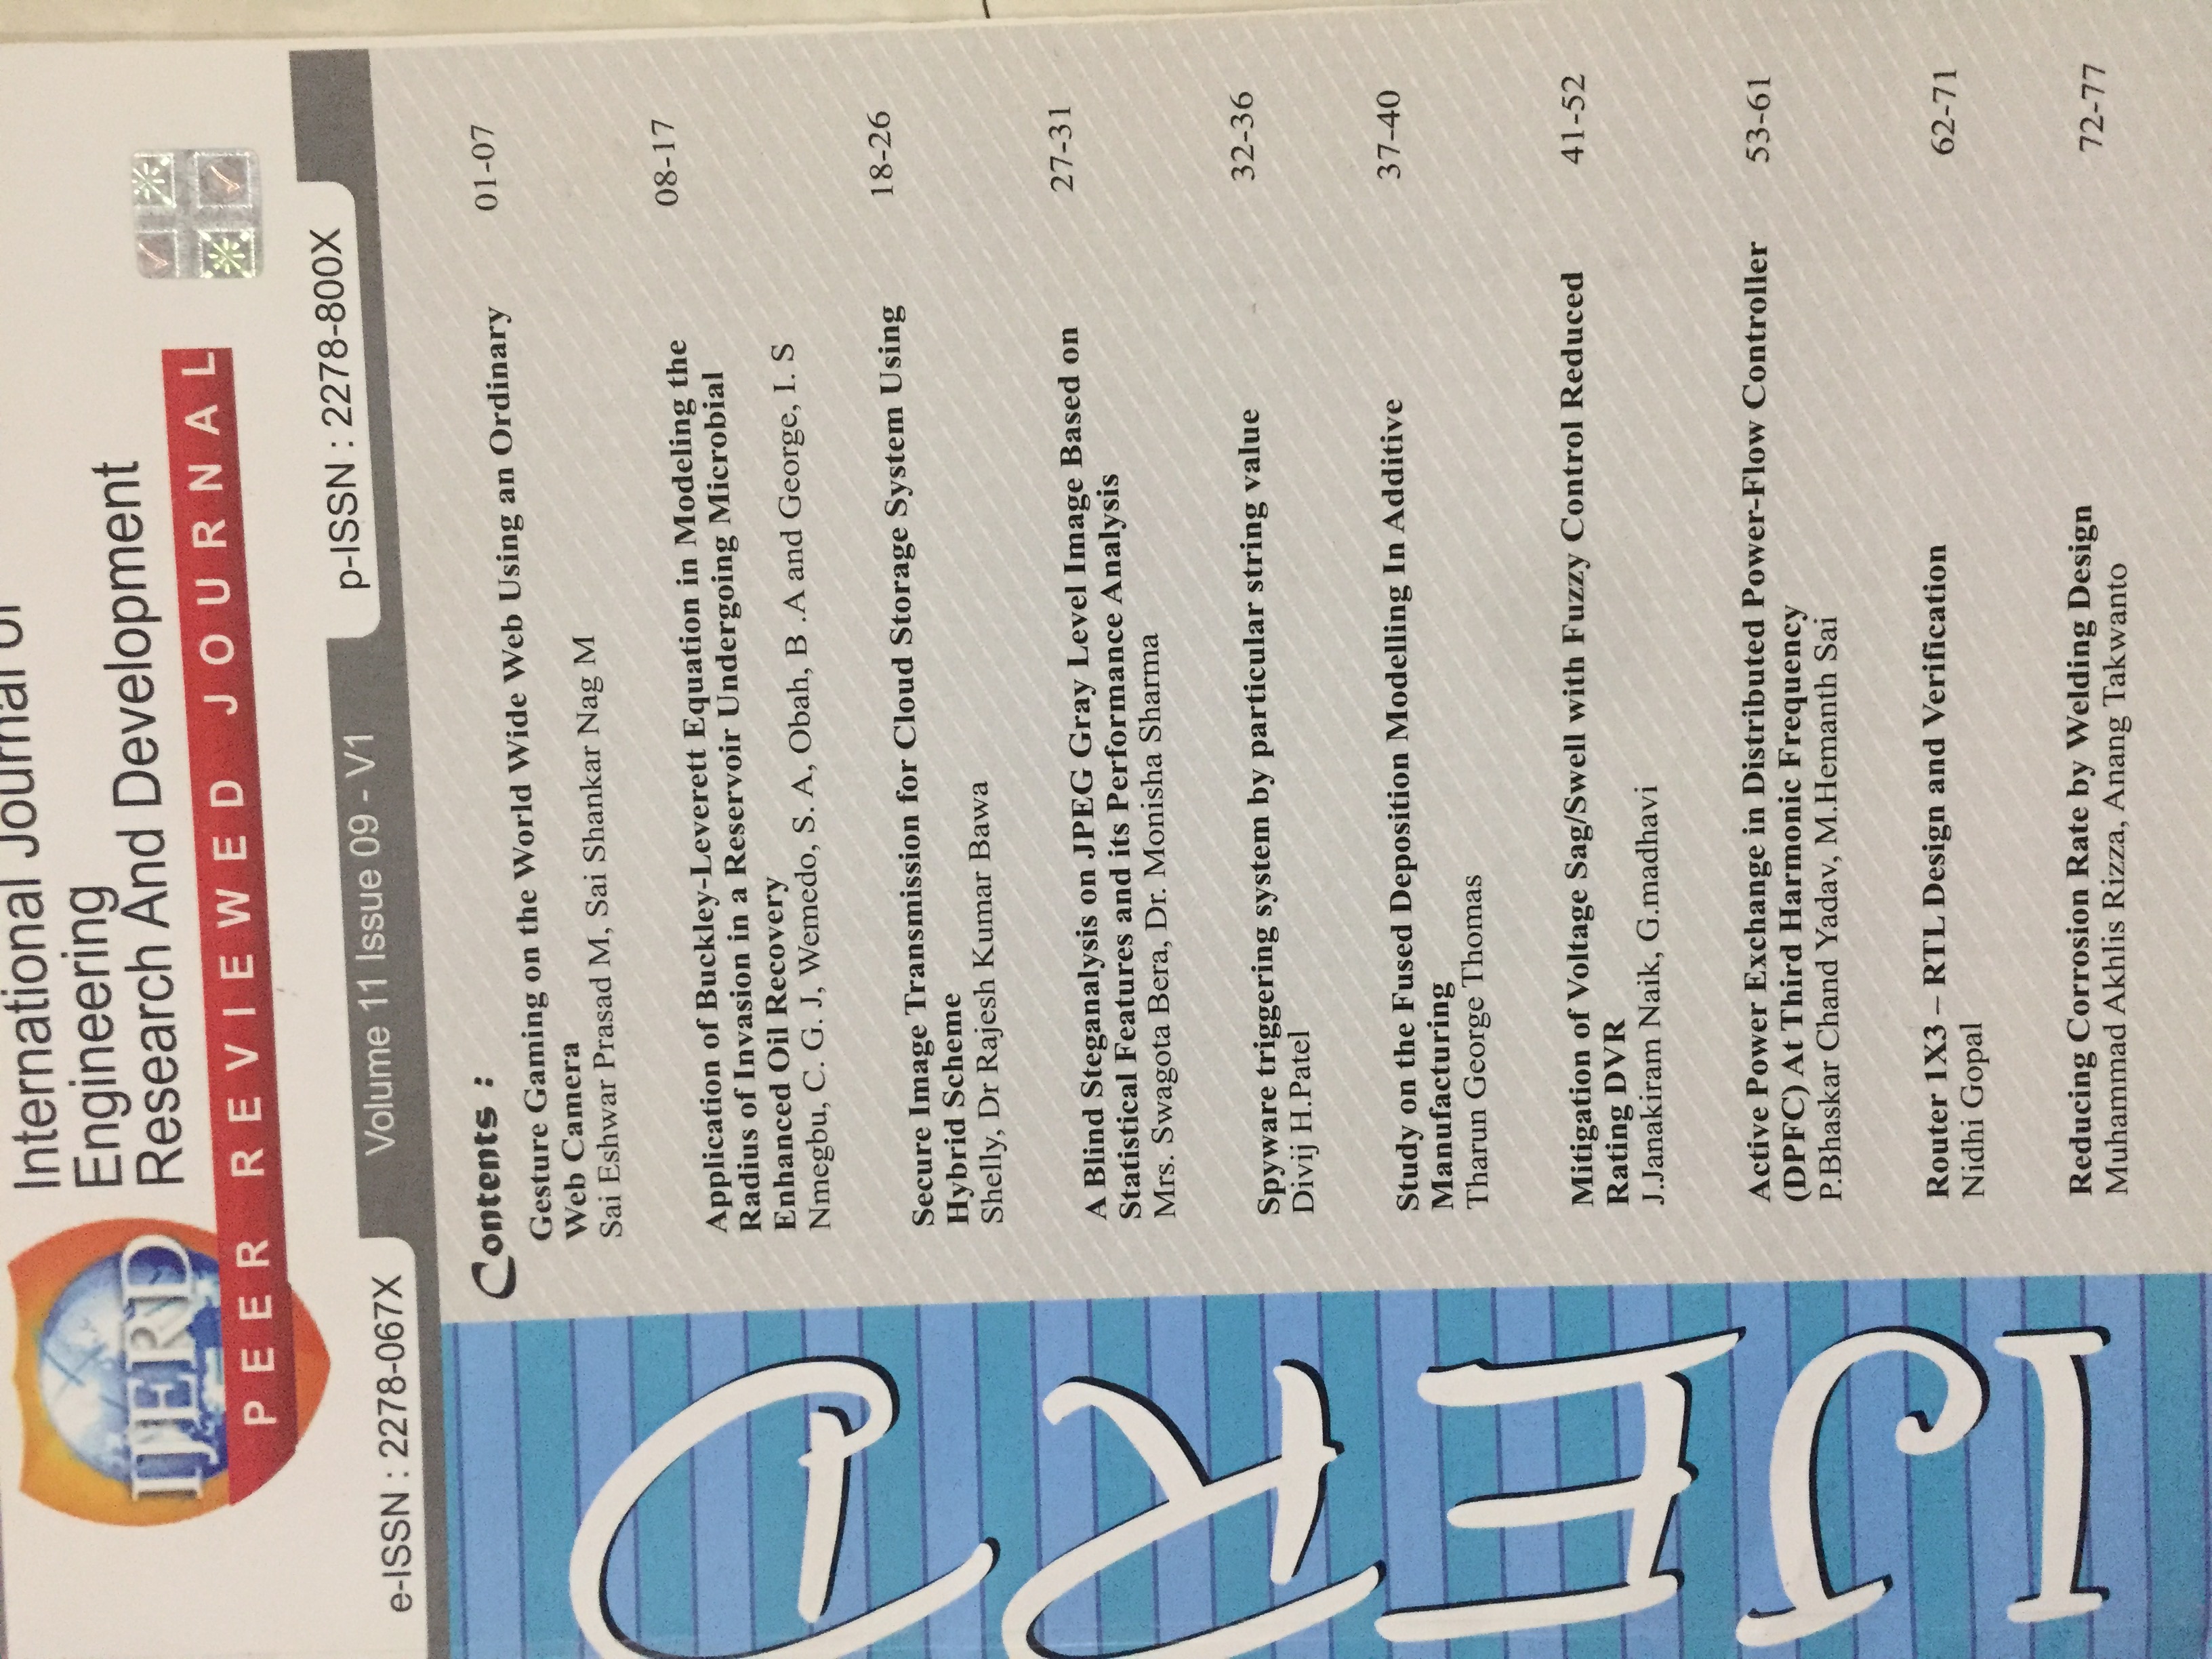 International Journal of
Engineering
Research And Development
IJERD
PEER REVIEWED JOURNAL
e-ISSN : 2278-067X
Volume 11 Issue 09 - V1
p-ISSN : 2278-800X
Contents :
Gesture Gaming on the World Wide Web Using an Ordinary 01-07
Web Camera
Sai Eshwar Prasad M, Sai Shankar Nag M
Application of Buckley-Leverett Equation in Modeling the 08-17
Radius of Invasion in a Reservoir Undergoing Microbial
Enhanced Oil Recovery
Nmegbu, C. G. J, Wemedo, S. A, Obah, B .A and George, I. S
Secure Image Transmission for Cloud Storage System Using 18-26
Hybrid Scheme
Shelly, Dr Rajesh Kumar Bawa
A Blind Steganalysis on JPEG Gray Level Image Based on 27-31
Statistical Features and its Performance Analysis
Mrs. Swagota Bera, Dr. Monisha Sharma
Spyware triggering system by particular string value 32-36
Divij H.Patel
Study on the Fused Deposition Modelling In Additive 37-40
Manufacturing
Tharun George Thomas
Mitigation of Voltage Sag/Swell with Fuzzy Control Reduced 41-52
Rating DVR
J.Janakiram Naik, G.madhavi
Active Power Exchange in Distributed Power-Flow Controller 53-61
(DPFC) At Third Harmonic Frequency
P.Bhaskar Chand Yadav, M.Hemanth Sai
Router 1X3 – RTL Design and Verification 62-71
Nidhi Gopal
Reducing Corrosion Rate by Welding Design 72-77
Muhammad Akhlis Rizza, Anang Takwanto
IJERD